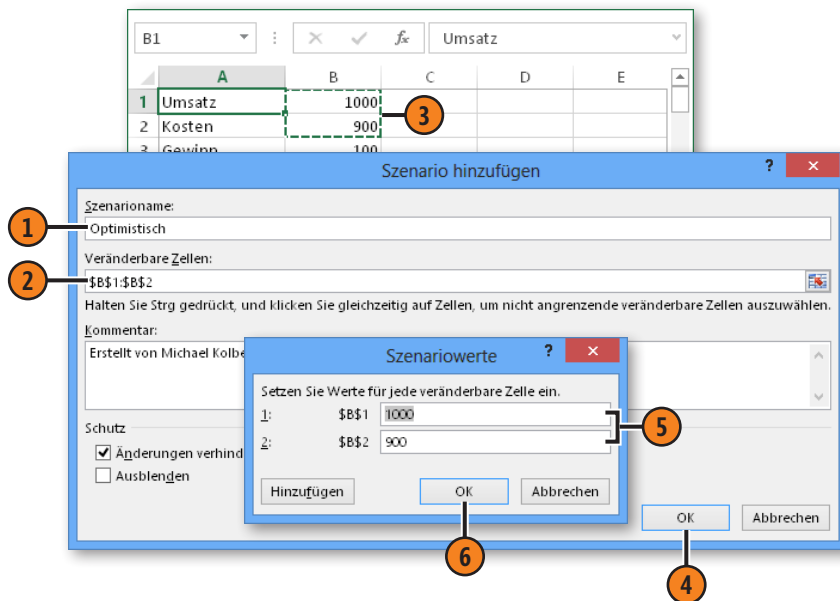 B1 fx Umsatz
A B C D E
1 Umsatz 1000
2 Kosten 900
3 Gewinn 100
3
Szenario hinzufügen ?
Szenarioname:
1 Optimistisch
Veränderbare Zellen:
2 $B$1:$B$2
Halten Sie Strg gedrückt, und klicken Sie gleichzeitig auf Zellen, um nicht angrenzende veränderbare Zellen auszuwählen.
Kommentar:
Erstellt von Michael Kolbe
Szenariowerte ?
Setzen Sie Werte für jede veränderbare Zelle ein.
1: $B$1 1000
2: $B$2 900
5
Hinzufügen OK Abbrechen
6
Schutz
Änderungen verhind
Ausblenden
OK Abbrechen
4